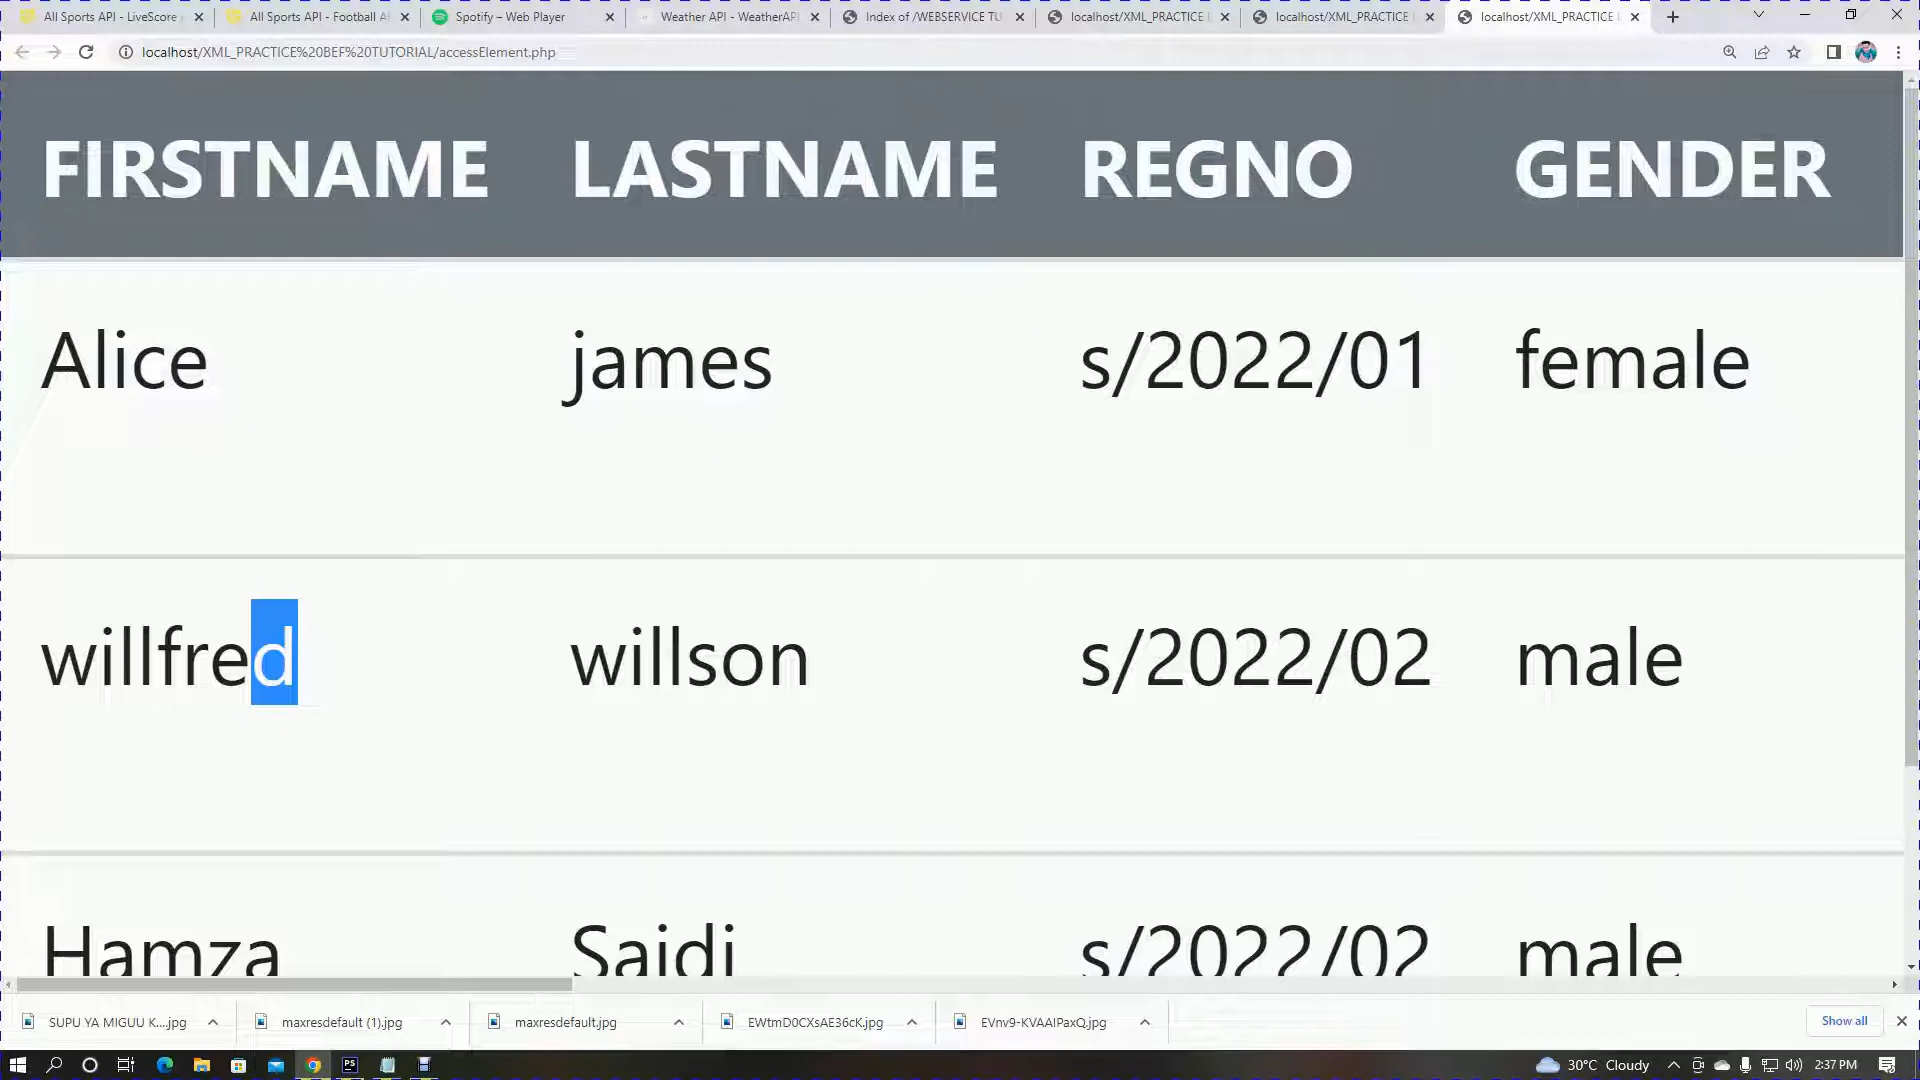 All Sports API - LiveScore
All Sports API - Football A
Spotify – Web Player
Weather API - WeatherAPI
Index of /WEBSERVICE TU
localhost/XML_PRACTICE
localhost/XML_PRACTICE
localhost/XML_PRACTICE
localhost/XML_PRACTICE%20BEF%20TUTORIAL/accessElement.php
FIRSTNAME LASTNAME REGNO GENDER
Alice james s/2022/01 female
willfred willson s/2022/02 male
Hamza Saidi s/2022/02 male
SUPU YA MIGUU K....jpg
maxresdefault (1).jpg
maxresdefault.jpg
EWtmD0CXsAE36cK.jpg
EVnv9-KVAAIPaxQ.jpg
Show all
PS
30°C Cloudy
2:37 PM